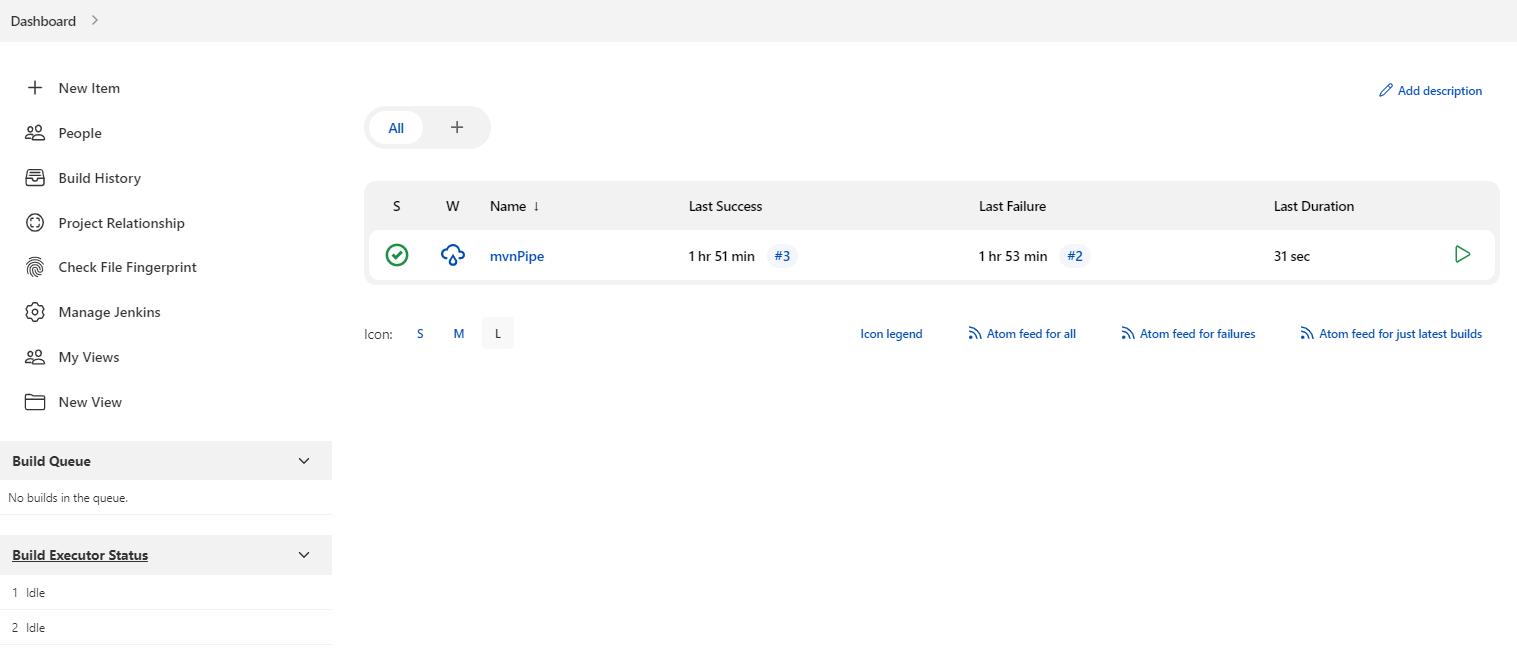 Dashboard
New Item
People
Build History
Project Relationship
Check File Fingerprint
Manage Jenkins
My Views
New View
Build Queue
No builds in the queue.
Build Executor Status
1 Idle
2 Idle
Add description
All +
S W Name ↓ Last Success Last Failure Last Duration
mvnPipe 1 hr 51 min #3 1 hr 53 min #2 31 sec
Icon: S M L Icon legend Atom feed for all Atom feed for failures Atom feed for just latest builds